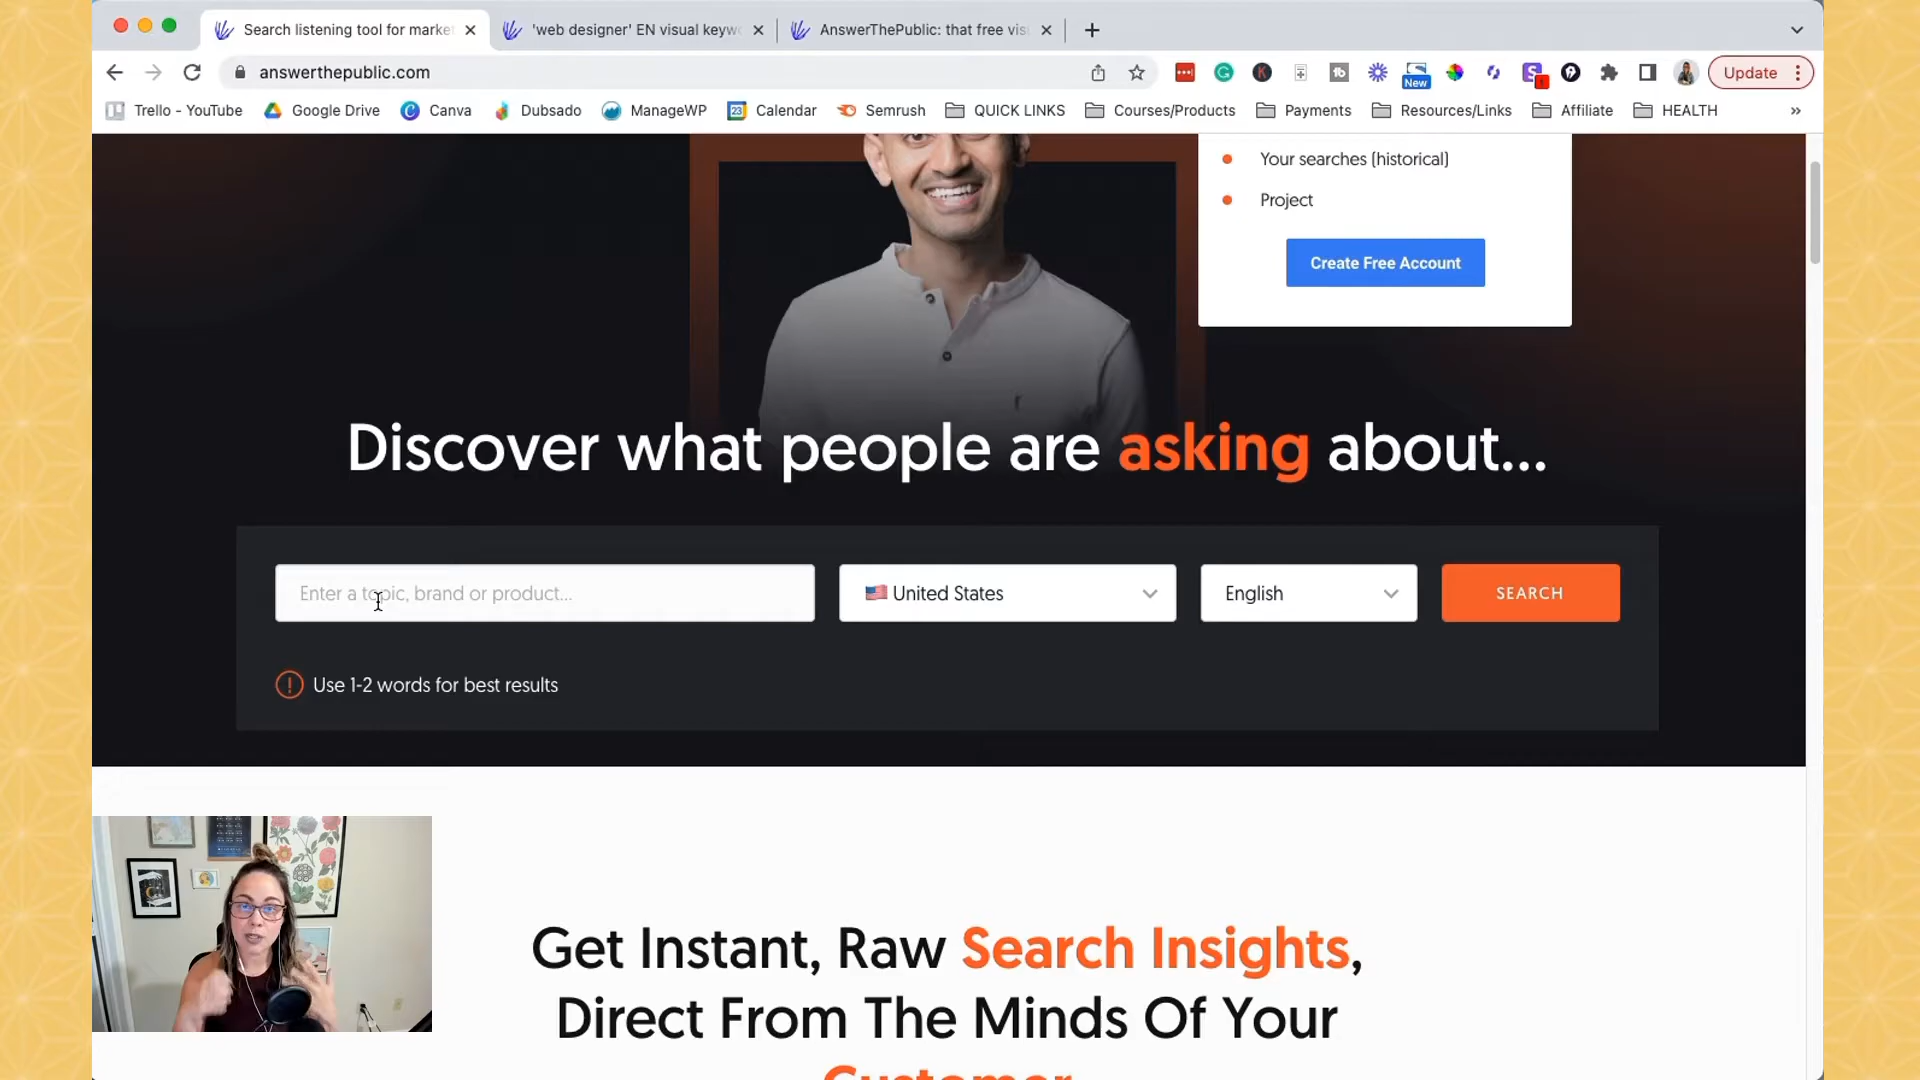 Search listening tool for marke
'web designer' EN visual keyw
AnswerThePublic: that free vis
answerthepublic.com
New
Update
Trello - YouTube
Google Drive
Canva
Dubsado
ManageWP
Calendar
Semrush
QUICK LINKS
Courses/Products
Payments
Resources/Links
Affiliate
HEALTH
Your searches (historical)
Project
Create Free Account
Discover what people are asking about...
Enter a topic, brand or product...
United States
English
SEARCH
Use 1-2 words for best results
Get Instant, Raw Search Insights,
Direct From The Minds Of Your
Customer